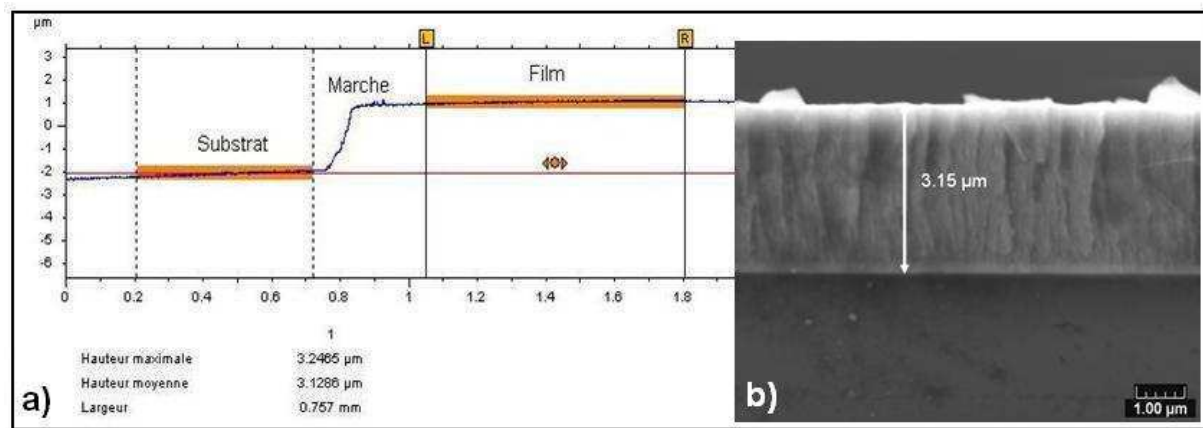 µm
L
R
3
2
1
0
-1
-2
-3
-4
-2
-5
-6
Marche
Film
Substrat
0
0.2
0.4
0.6
0.8
1
1.2
1.4
1.6
1.8
1
Hauteur maximale 3.2465 µm
Hauteur moyenne 3.1286 µm
Largeur 0.757 mm
a)
3.15 µm
b)
1.00 µm